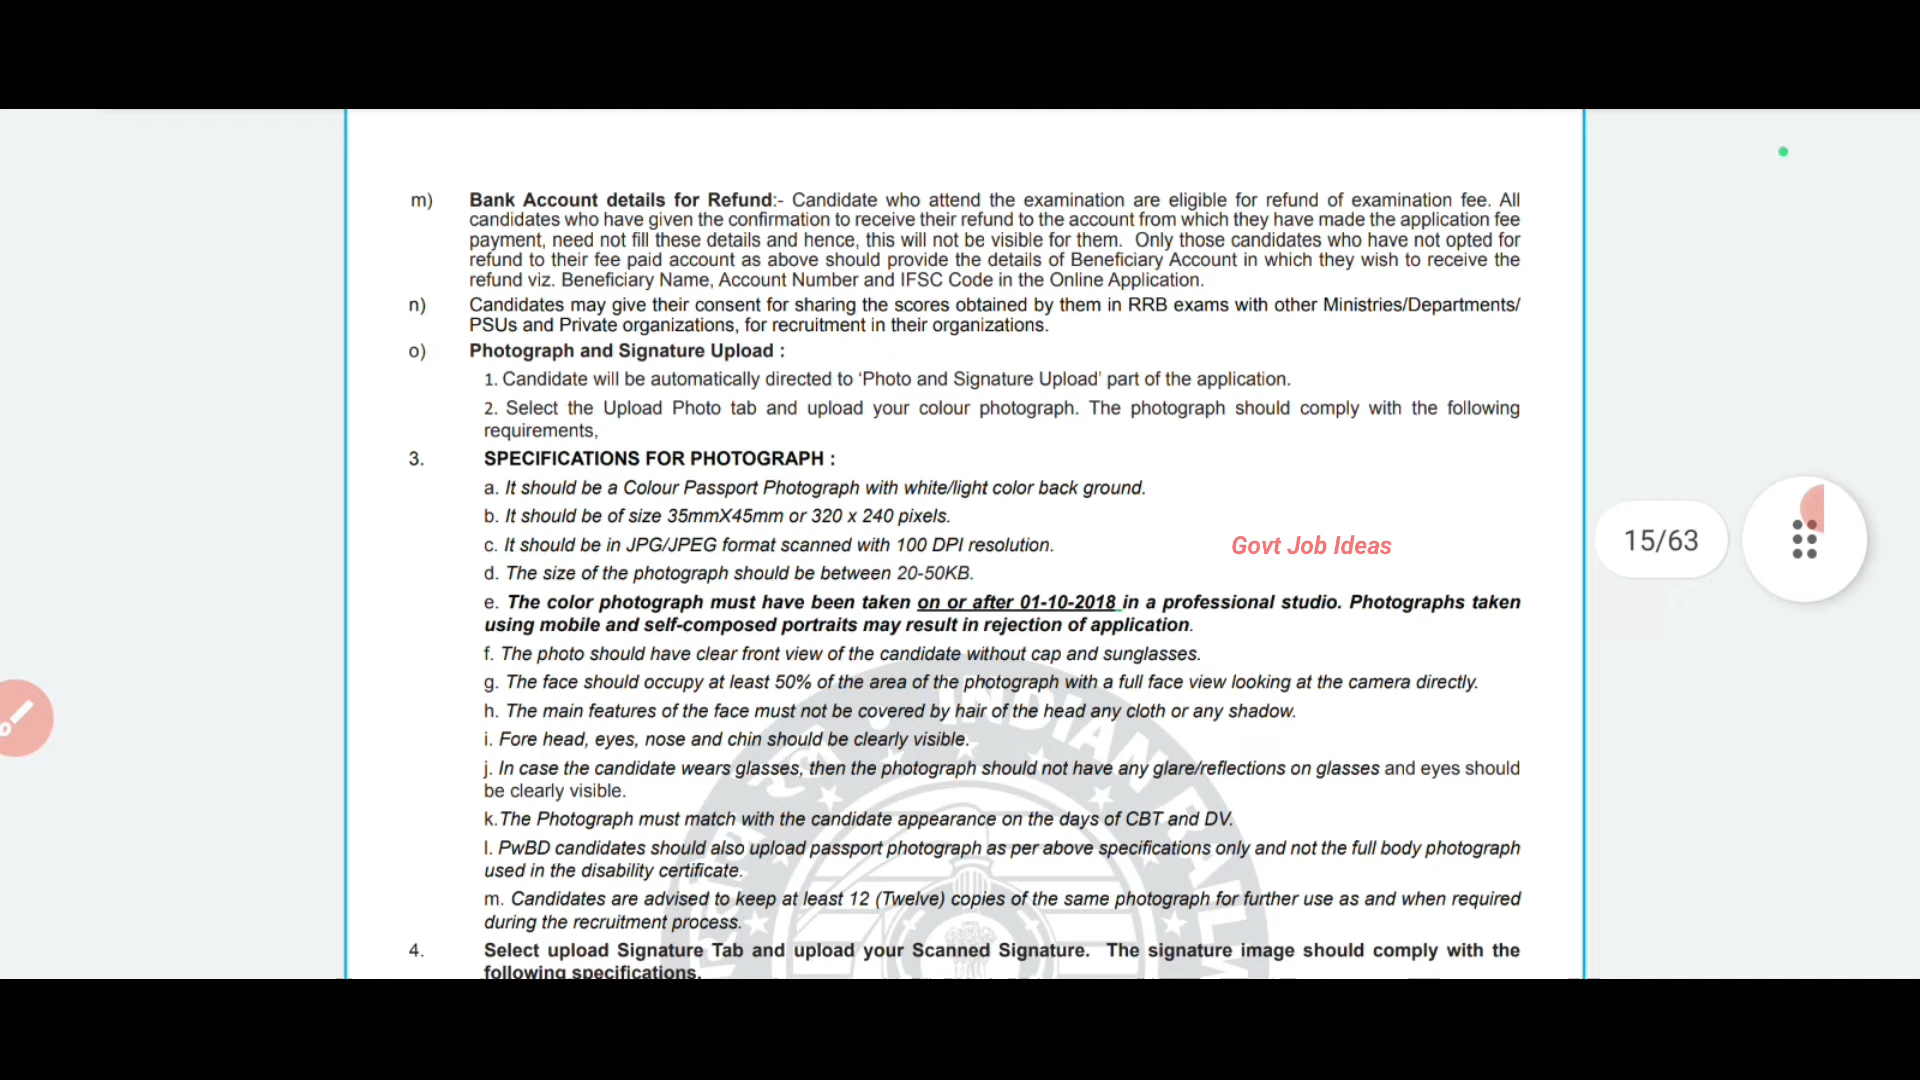 m) Bank Account details for Refund:- Candidate who attend the examination are eligible for refund of examination fee. All
candidates who have given the confirmation to receive their refund to the account from which they have made the application fee
payment, need not fill these details and hence, this will not be visible for them. Only those candidates who have not opted for
refund to their fee paid account as above should provide the details of Beneficiary Account in which they wish to receive the
refund viz. Beneficiary Name, Account Number and IFSC Code in the Online Application.
n) Candidates may give their consent for sharing the scores obtained by them in RRB exams with other Ministries/Departments/
PSUs and Private organizations, for recruitment in their organizations.
o) Photograph and Signature Upload :
1. Candidate will be automatically directed to ‘Photo and Signature Upload’ part of the application.
2. Select the Upload Photo tab and upload your colour photograph. The photograph should comply with the following
requirements,
3. SPECIFICATIONS FOR PHOTOGRAPH :
a. It should be a Colour Passport Photograph with white/light color back ground.
b. It should be of size 35mmX45mm or 320 x 240 pixels.
c. It should be in JPG/JPEG format scanned with 100 DPI resolution.
Govt Job Ideas
15/63
d. The size of the photograph should be between 20-50KB.
e. The color photograph must have been taken on or after 01-10-2018 in a professional studio. Photographs taken
using mobile and self-composed portraits may result in rejection of application.
f. The photo should have clear front view of the candidate without cap and sunglasses.
g. The face should occupy at least 50% of the area of the photograph with a full face view looking at the camera directly.
h. The main features of the face must not be covered by hair of the head any cloth or any shadow.
i. Fore head, eyes, nose and chin should be clearly visible.
j. In case the candidate wears glasses, then the photograph should not have any glare/reflections on glasses and eyes should
be clearly visible.
k.The Photograph must match with the candidate appearance on the days of CBT and DV.
l. PwBD candidates should also upload passport photograph as per above specifications only and not the full body photograph
used in the disability certificate.
m. Candidates are advised to keep at least 12 (Twelve) copies of the same photograph for further use as and when required
during the recruitment process.
4. Select upload Signature Tab and upload your Scanned Signature. The signature image should comply with the
following specifications.
INDIAN